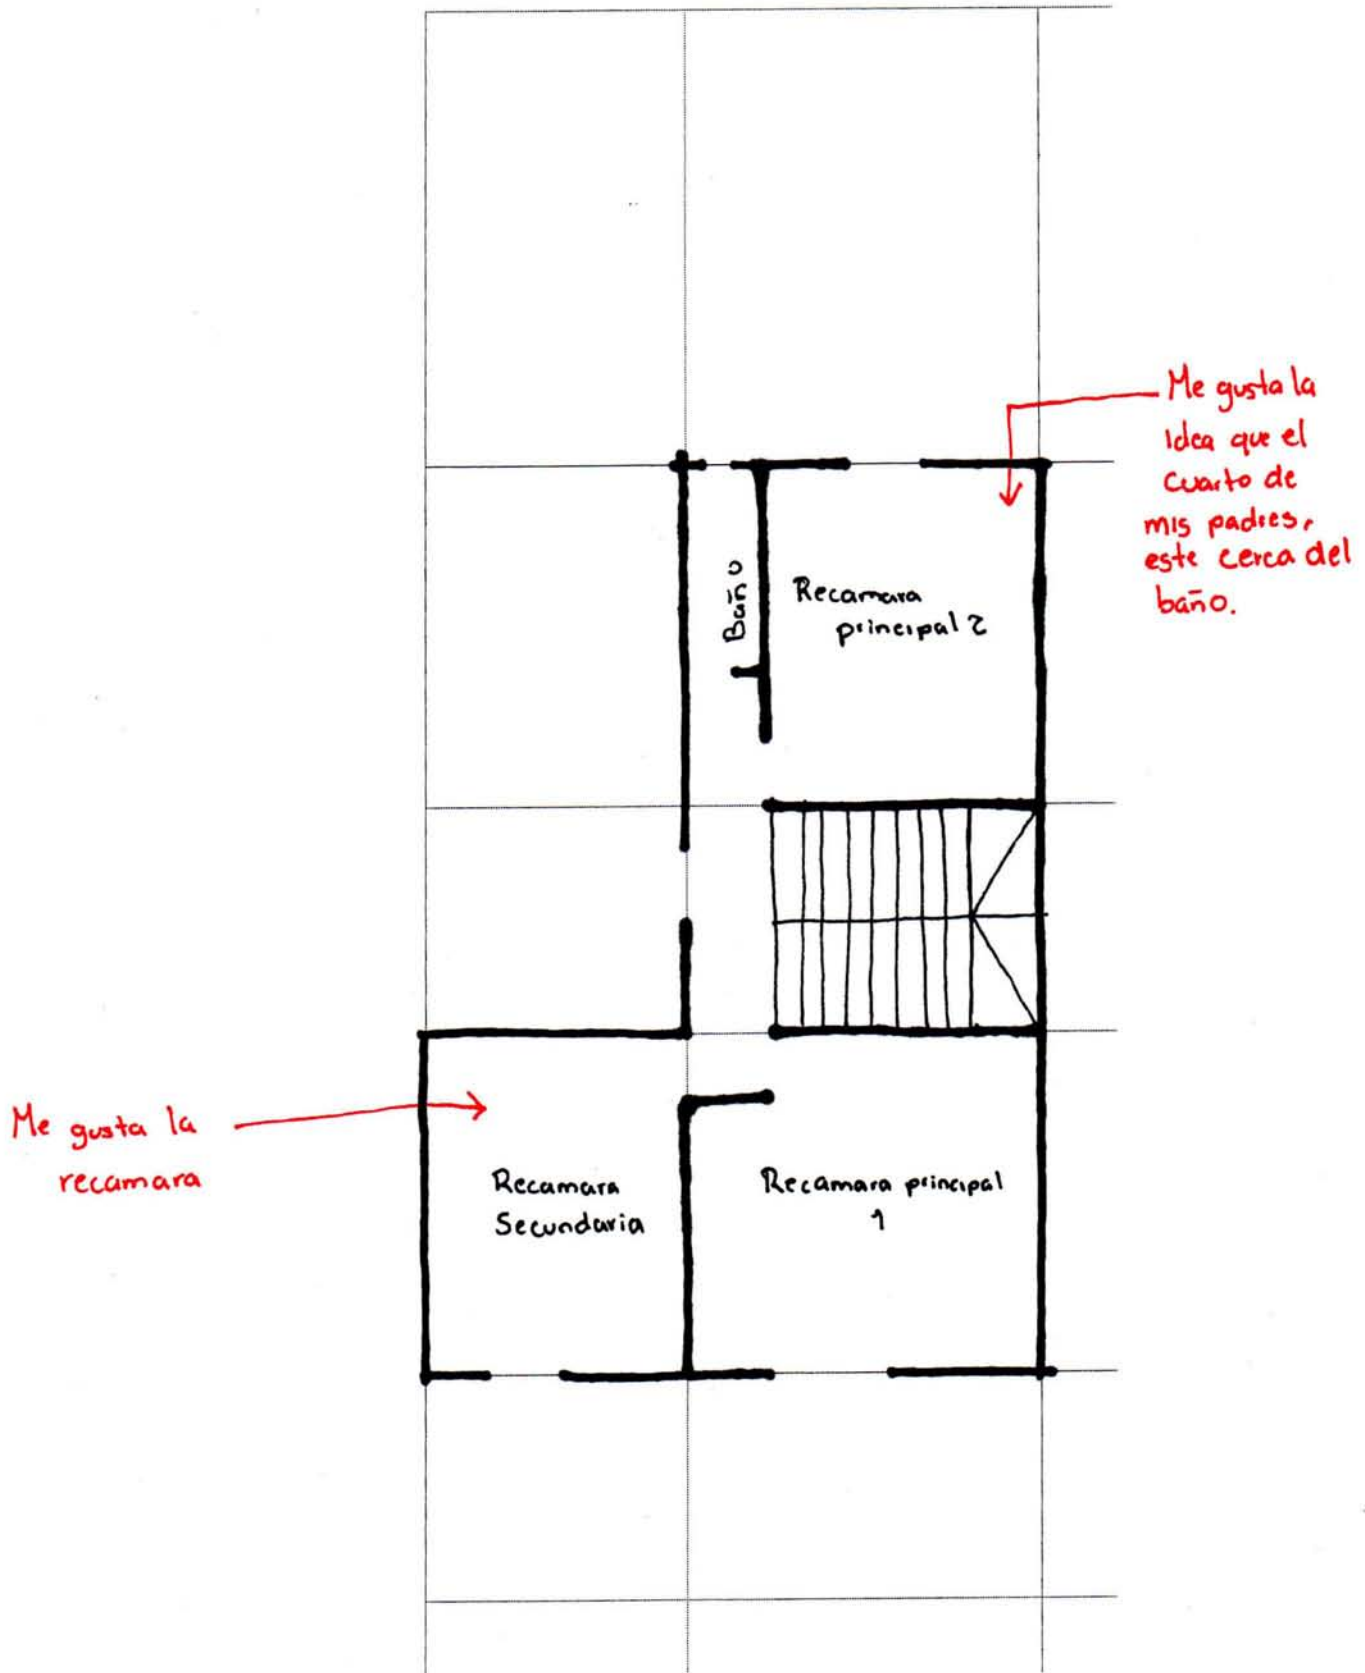 Me gusta la
Idea que el
cuarto de
mis padres,
este cerca del
baño.
Baño
Recamara
principal 2
Me gusta la
recamara
Recamara
Secundaria
Recamara principal
1